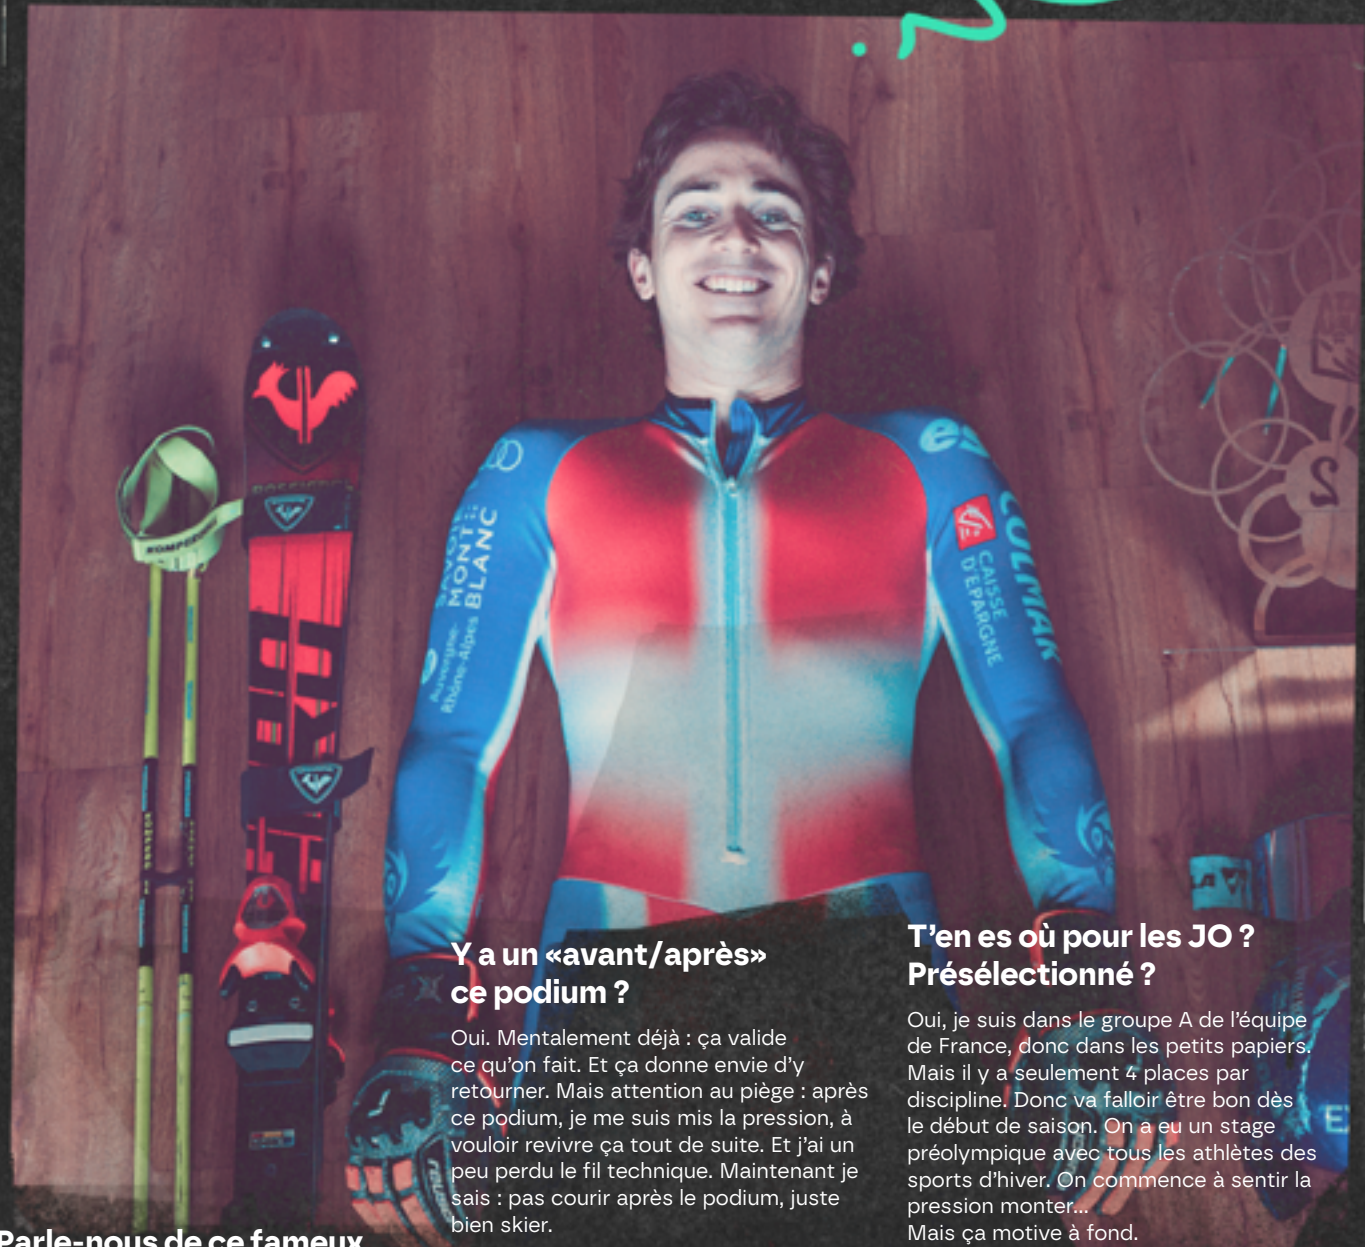 ROSSIGNOL
KOMPERDELL
MONT
BLANC
Auvergne-
Rhône-Alpes
COLMAR
CAISSE
D'EPARGNE
2
Y a un «avant/après»
ce podium ?
Oui. Mentalement déjà : ça valide
ce qu’on fait. Et ça donne envie d’y
retourner. Mais attention au piège : après
ce podium, je me suis mis la pression, à
vouloir revivre ça tout de suite. Et j’ai un
peu perdu le fil technique. Maintenant je
sais : pas courir après le podium, juste
bien skier.
T’en es où pour les JO ?
Présélectionné ?
Oui, je suis dans le groupe A de l’équipe
de France, donc dans les petits papiers.
Mais il y a seulement 4 places par
discipline. Donc va falloir être bon dès
le début de saison. On a eu un stage
préolympique avec tous les athlètes des
sports d’hiver. On commence à sentir la
pression monter...
Mais ça motive à fond.
Parle-nous de ce fameux